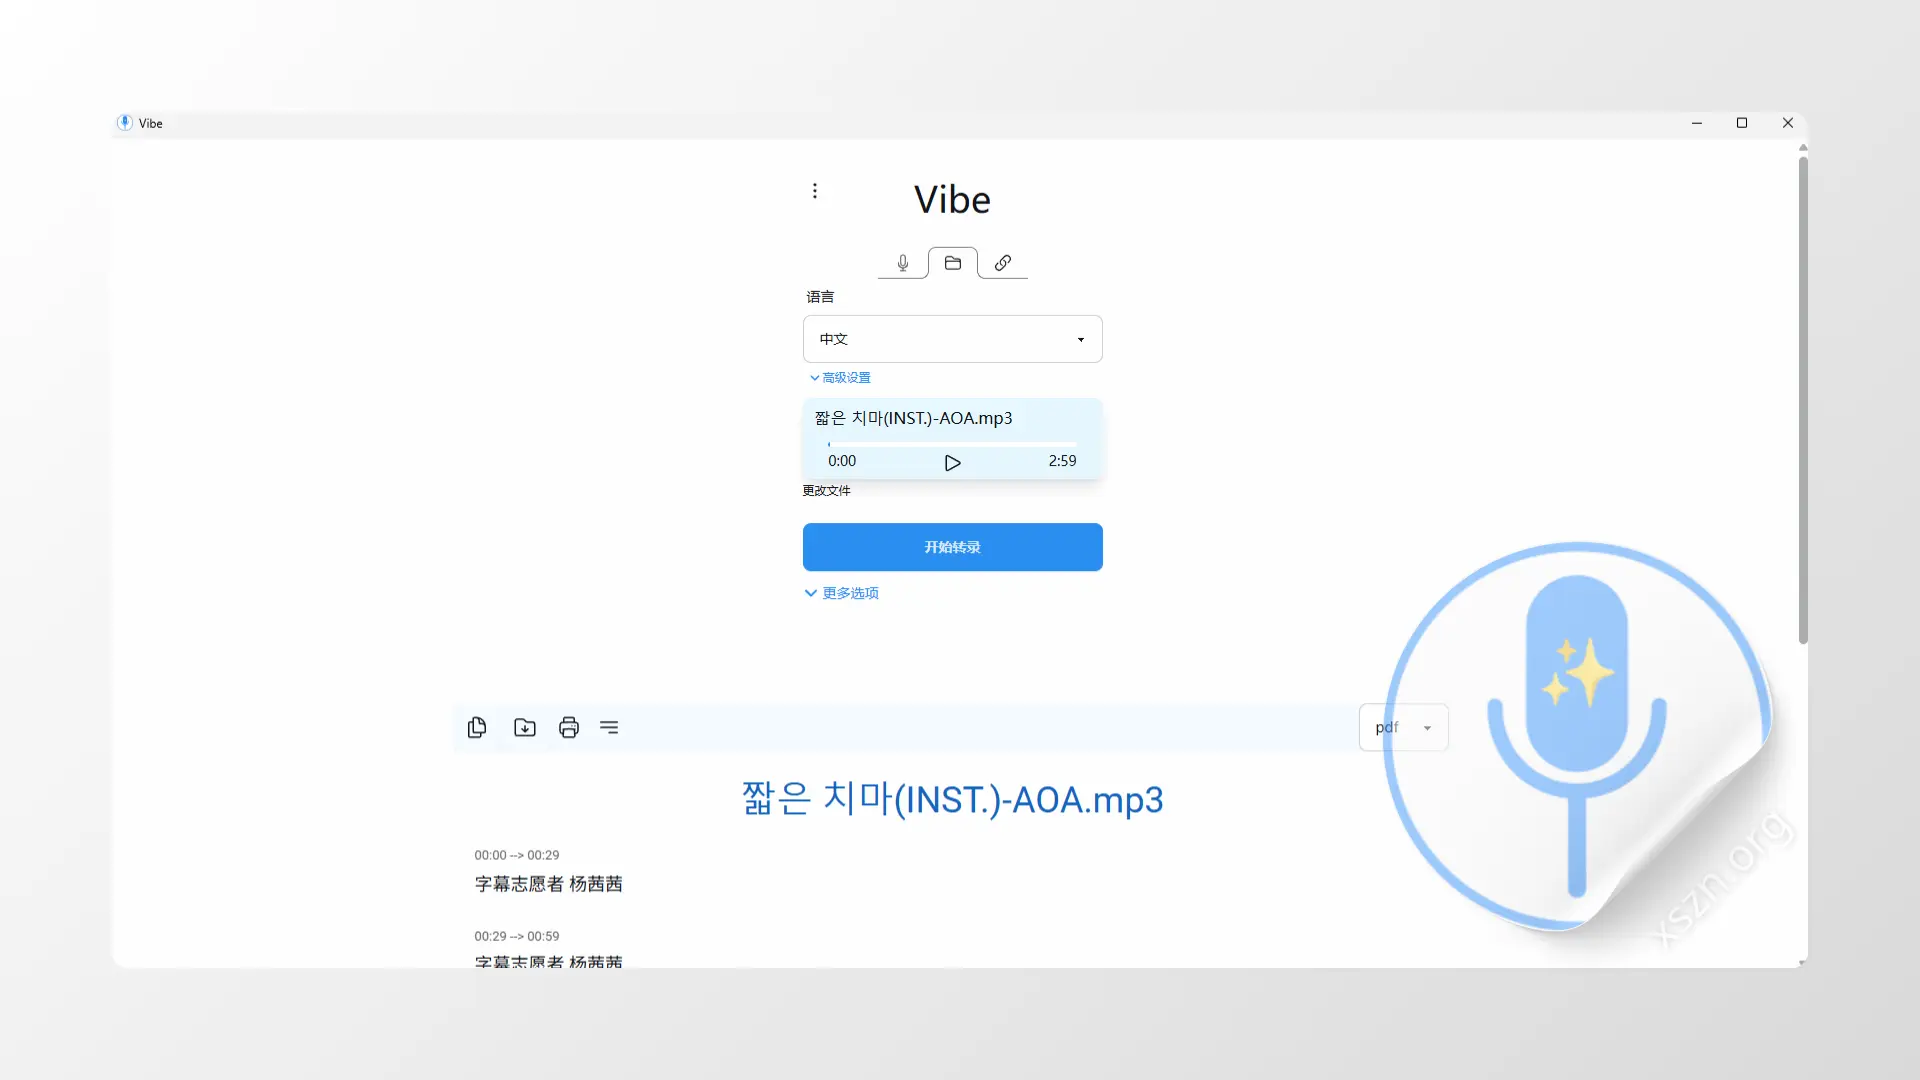 Vibe
Vibe
语言
中文
高级设置
짧은 치마(INST.)-AOA.mp3
0:00
2:59
更改文件
开始转录
更多选项
pdf
짧은 치마(INST.)-AOA.mp3
00:00 --> 00:29
字幕志愿者 杨茜茜
00:29 --> 00:59
字幕志愿者 杨茜茜
xszn.org